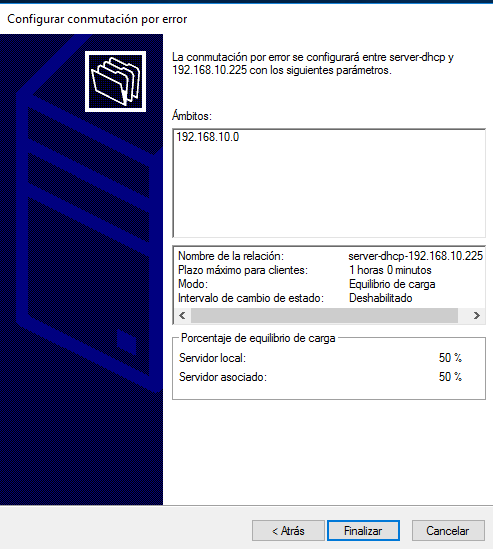 Configurar conmutación por error
La conmutación por error se configurará entre server-dhcp y
192.168.10.225 con los siguientes parámetros.
Ámbitos:
192.168.10.0
Nombre de la relación: server-dhcp-192.168.10.225
Plazo máximo para clientes: 1 horas 0 minutos
Modo: Equilibrio de carga
Intervalo de cambio de estado: Deshabilitado
Porcentaje de equilibrio de carga
Servidor local: 50 %
Servidor asociado: 50 %
< Atrás Finalizar Cancelar